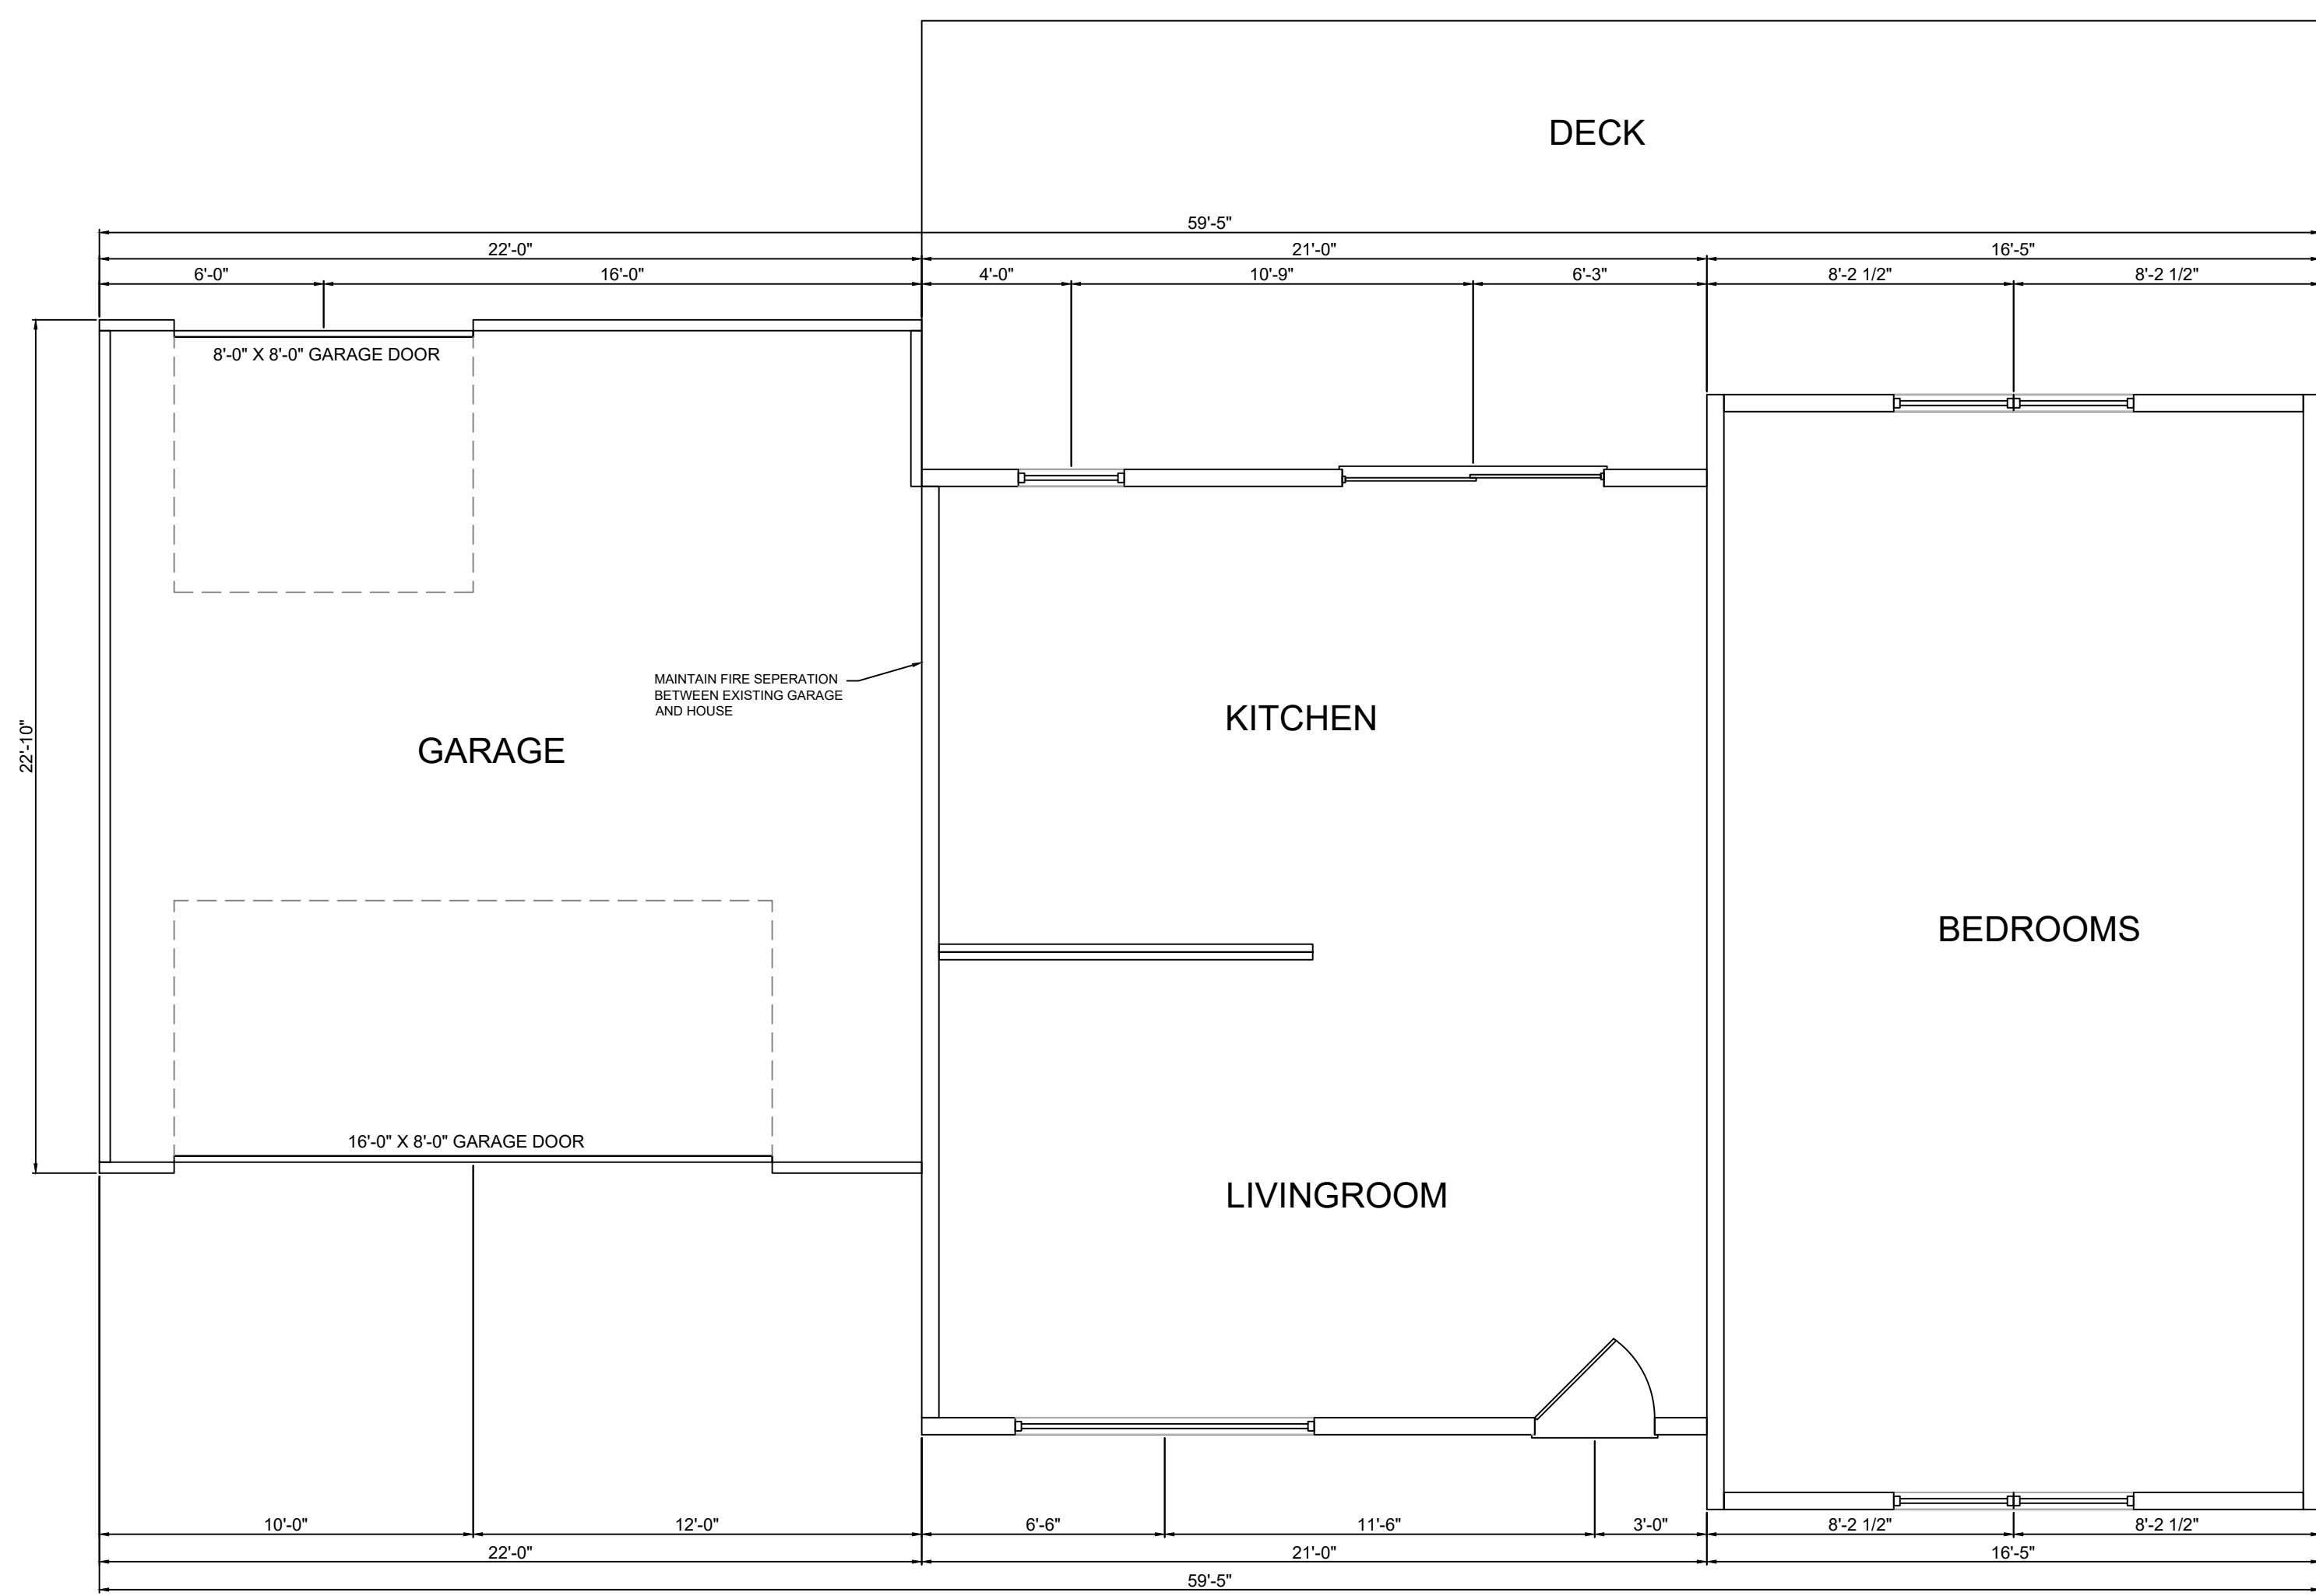 DECK
59'-5"
22'-0" 21'-0" 16'-5"
6'-0" 16'-0" 4'-0" 10'-9" 6'-3" 8'-2 1/2" 8'-2 1/2"
8'-0" X 8'-0" GARAGE DOOR
MAINTAIN FIRE SEPERATION
BETWEEN EXISTING GARAGE
AND HOUSE
KITCHEN
22'-10"
GARAGE
BEDROOMS
16'-0" X 8'-0" GARAGE DOOR
LIVINGROOM
10'-0" 12'-0" 6'-6" 11'-6" 3'-0" 8'-2 1/2" 8'-2 1/2"
22'-0" 21'-0" 16'-5"
59'-5"